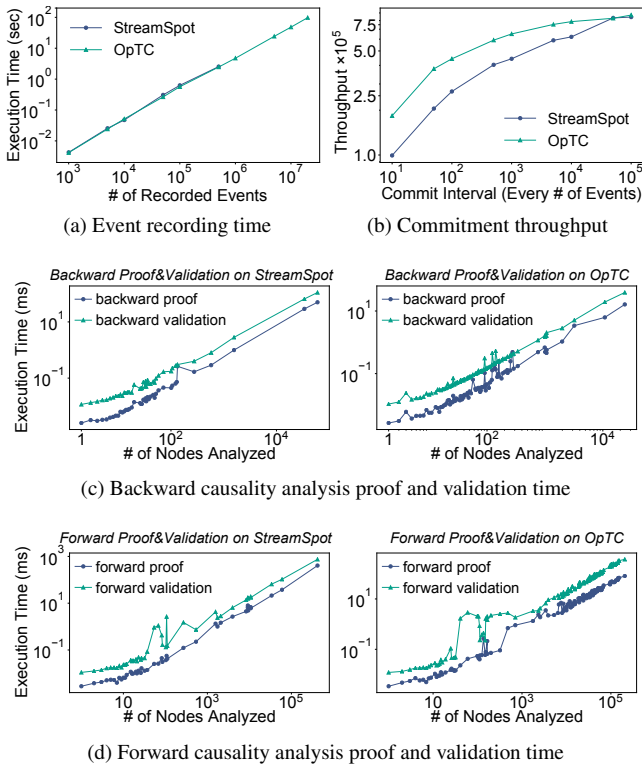 Execution Time (sec)
10^2
10^1
10^0
10^-1
10^-2
StreamSpot
OpTC
10^3
10^4
10^5
10^6
10^7
# of Recorded Events
(a) Event recording time
Throughput ×10^5
7.5
5.0
2.5
1.0
StreamSpot
OpTC
10^1
10^2
10^3
10^4
10^5
Commit Interval (Every # of Events)
(b) Commitment throughput
Backward Proof&Validation on StreamSpot
Execution Time (ms)
10^1
10^-1
backward proof
backward validation
1
10^2
10^4
# of Nodes Analyzed
Backward Proof&Validation on OpTC
10^1
10^-1
backward proof
backward validation
1
10^2
10^3
10^4
# of Nodes Analyzed
(c) Backward causality analysis proof and validation time
Forward Proof&Validation on StreamSpot
Execution Time (ms)
10^3
10^1
10^-1
forward proof
forward validation
10
10^3
10^5
# of Nodes Analyzed
Forward Proof&Validation on OpTC
10^1
10^-1
forward proof
forward validation
10
10^2
10^3
10^4
10^5
# of Nodes Analyzed
(d) Forward causality analysis proof and validation time